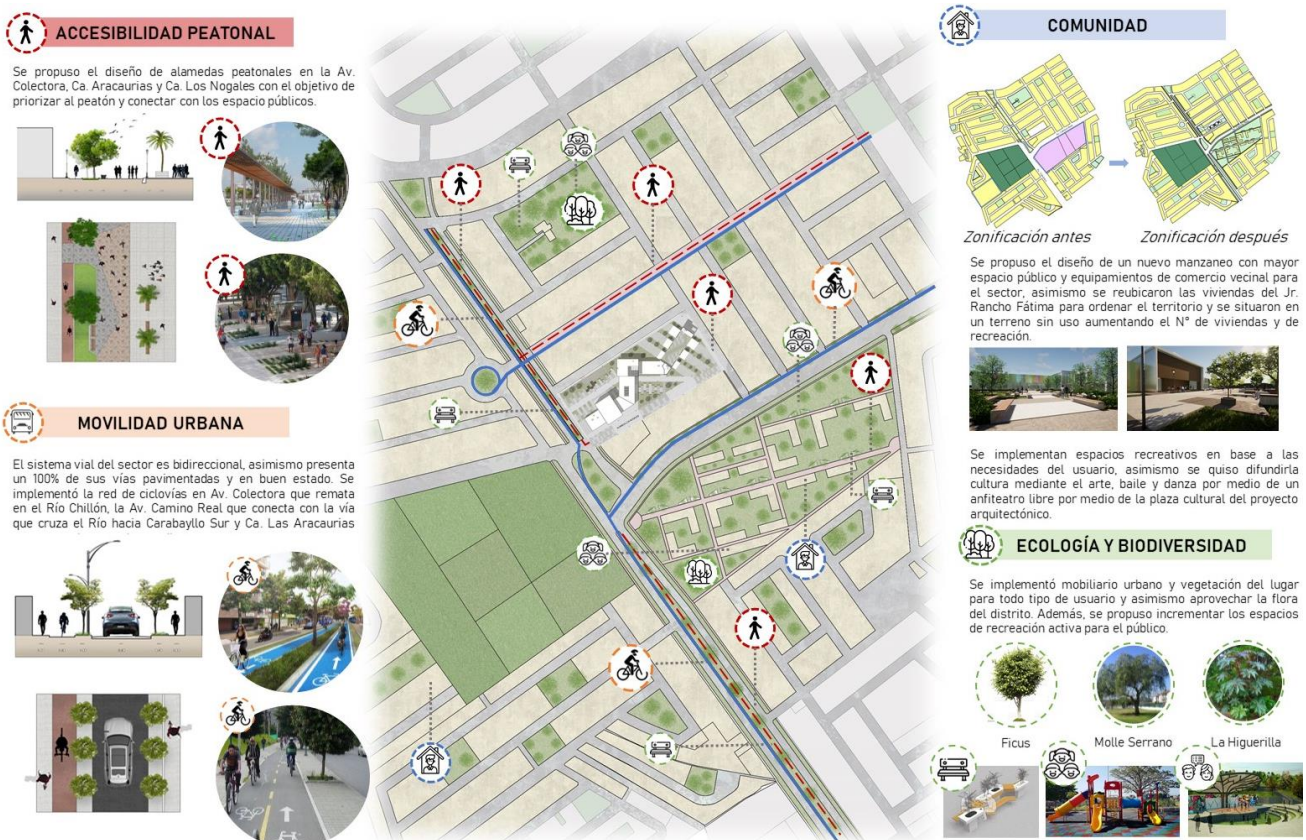 ACCESIBILIDAD PEATONAL
Se propuso el diseño de alamedas peatonales en la Av.
Colectora, Ca. Aracaurias y Ca. Los Nogales con el objetivo de
priorizar al peatón y conectar con los espacio públicos.
MOVILIDAD URBANA
El sistema vial del sector es bidireccional, asimismo presenta
un 100% de sus vías pavimentadas y en buen estado. Se
implementó la red de ciclovías en Av. Colectora que remata
en el Río Chillón, la Av. Camino Real que conecta con la vía
que cruza el Río hacia Carabayllo Sur y Ca. Las Aracaurias
COMUNIDAD
Zonificación antes
Zonificación después
Se propuso el diseño de un nuevo manzaneo con mayor
espacio público y equipamientos de comercio vecinal para
el sector, asimismo se reubicaron las viviendas del Jr.
Rancho Fátima para ordenar el territorio y se situaron en
un terreno sin uso aumentando el N° de viviendas y de
recreación.
Se implementan espacios recreativos en base a las
necesidades del usuario, asimismo se quiso difundirla
cultura mediante el arte, baile y danza por medio de un
anfiteatro libre por medio de la plaza cultural del proyecto
arquitectónico.
ECOLOGÍA Y BIODIVERSIDAD
Se implementó mobiliario urbano y vegetación del lugar
para todo tipo de usuario y asimismo aprovechar la flora
del distrito. Además, se propuso incrementar los espacios
de recreación activa para el público.
Ficus
Molle Serrano
La Higuerilla